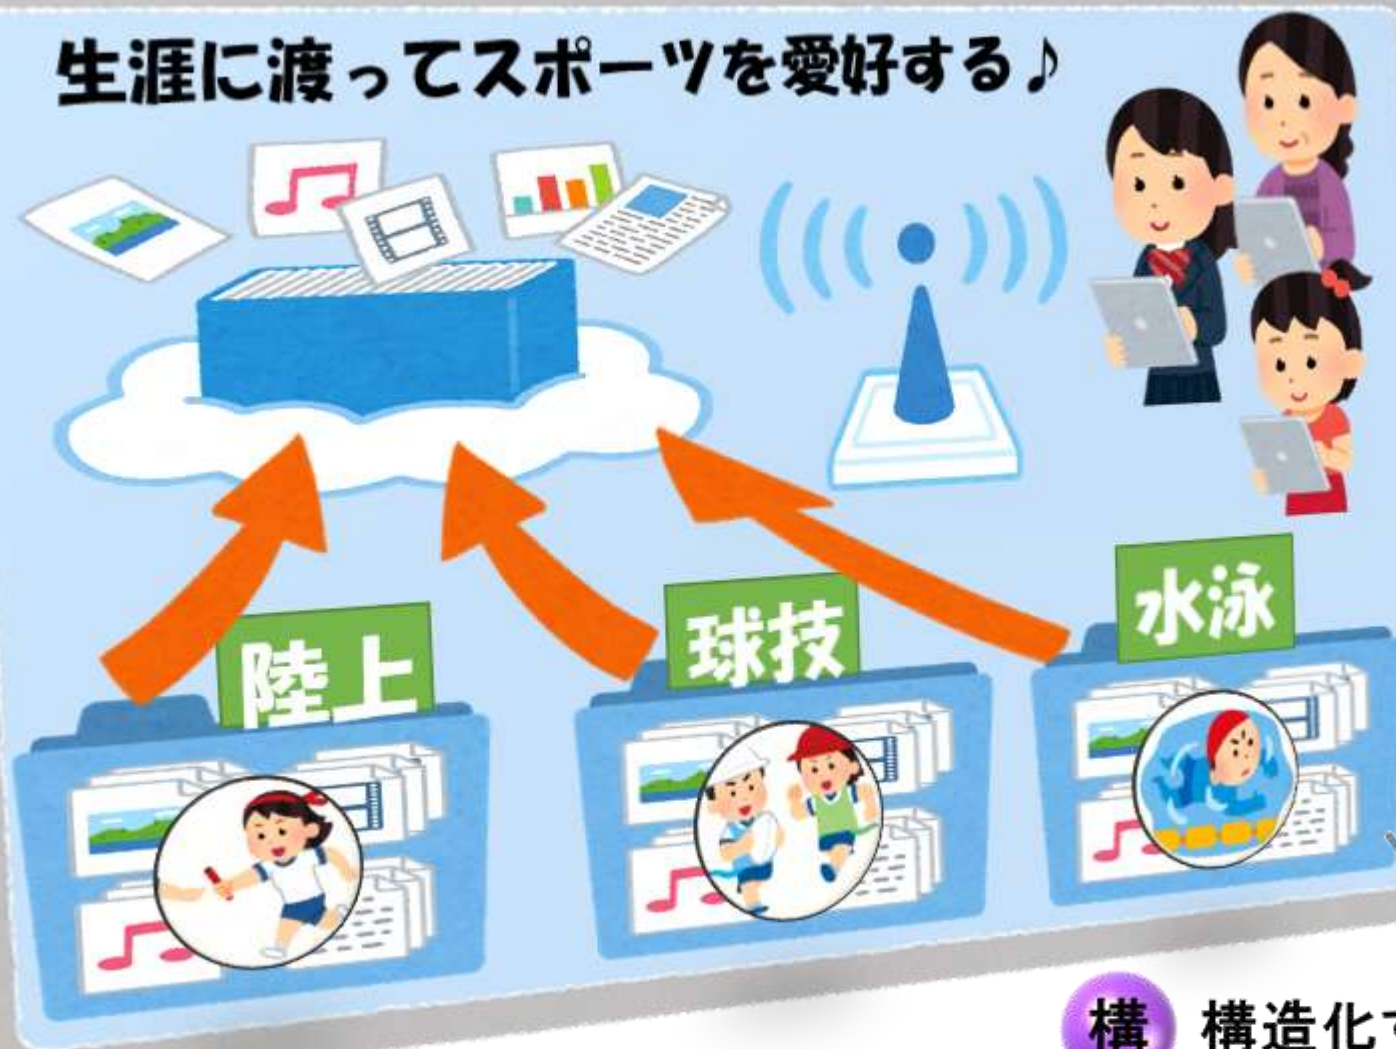 生涯に渡ってスポーツを愛好する♪
陸上
球技
水泳
構
構造化